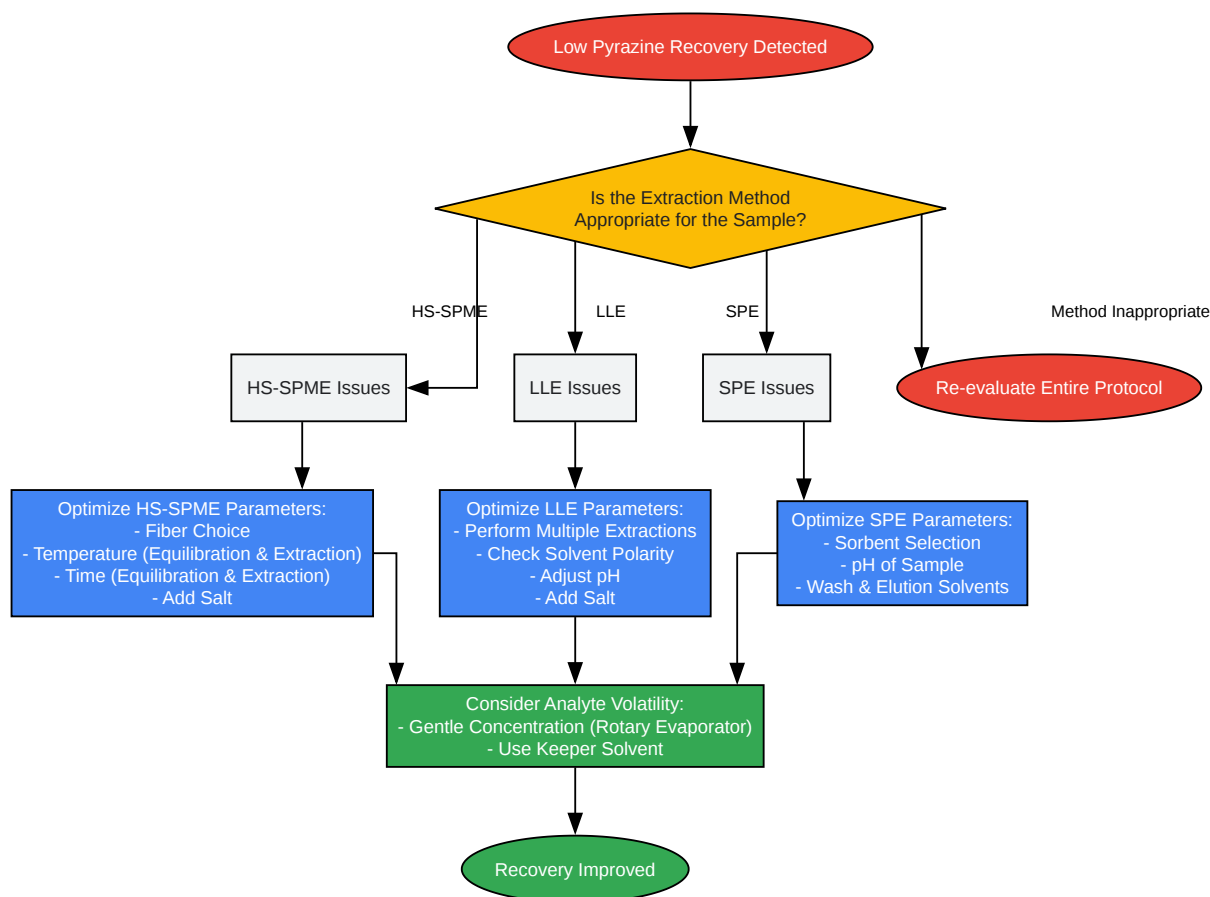 Low Pyrazine Recovery Detected
Is the Extraction Method
Appropriate for the Sample?
HS-SPME
LLE
SPE
Method Inappropriate
HS-SPME Issues
LLE Issues
SPE Issues
Re-evaluate Entire Protocol
Optimize HS-SPME Parameters:
- Fiber Choice
- Temperature (Equilibration & Extraction)
- Time (Equilibration & Extraction)
- Add Salt
Optimize LLE Parameters:
- Perform Multiple Extractions
- Check Solvent Polarity
- Adjust pH
- Add Salt
Optimize SPE Parameters:
- Sorbent Selection
- pH of Sample
- Wash & Elution Solvents
Consider Analyte Volatility:
- Gentle Concentration (Rotary Evaporator)
- Use Keeper Solvent
Recovery Improved